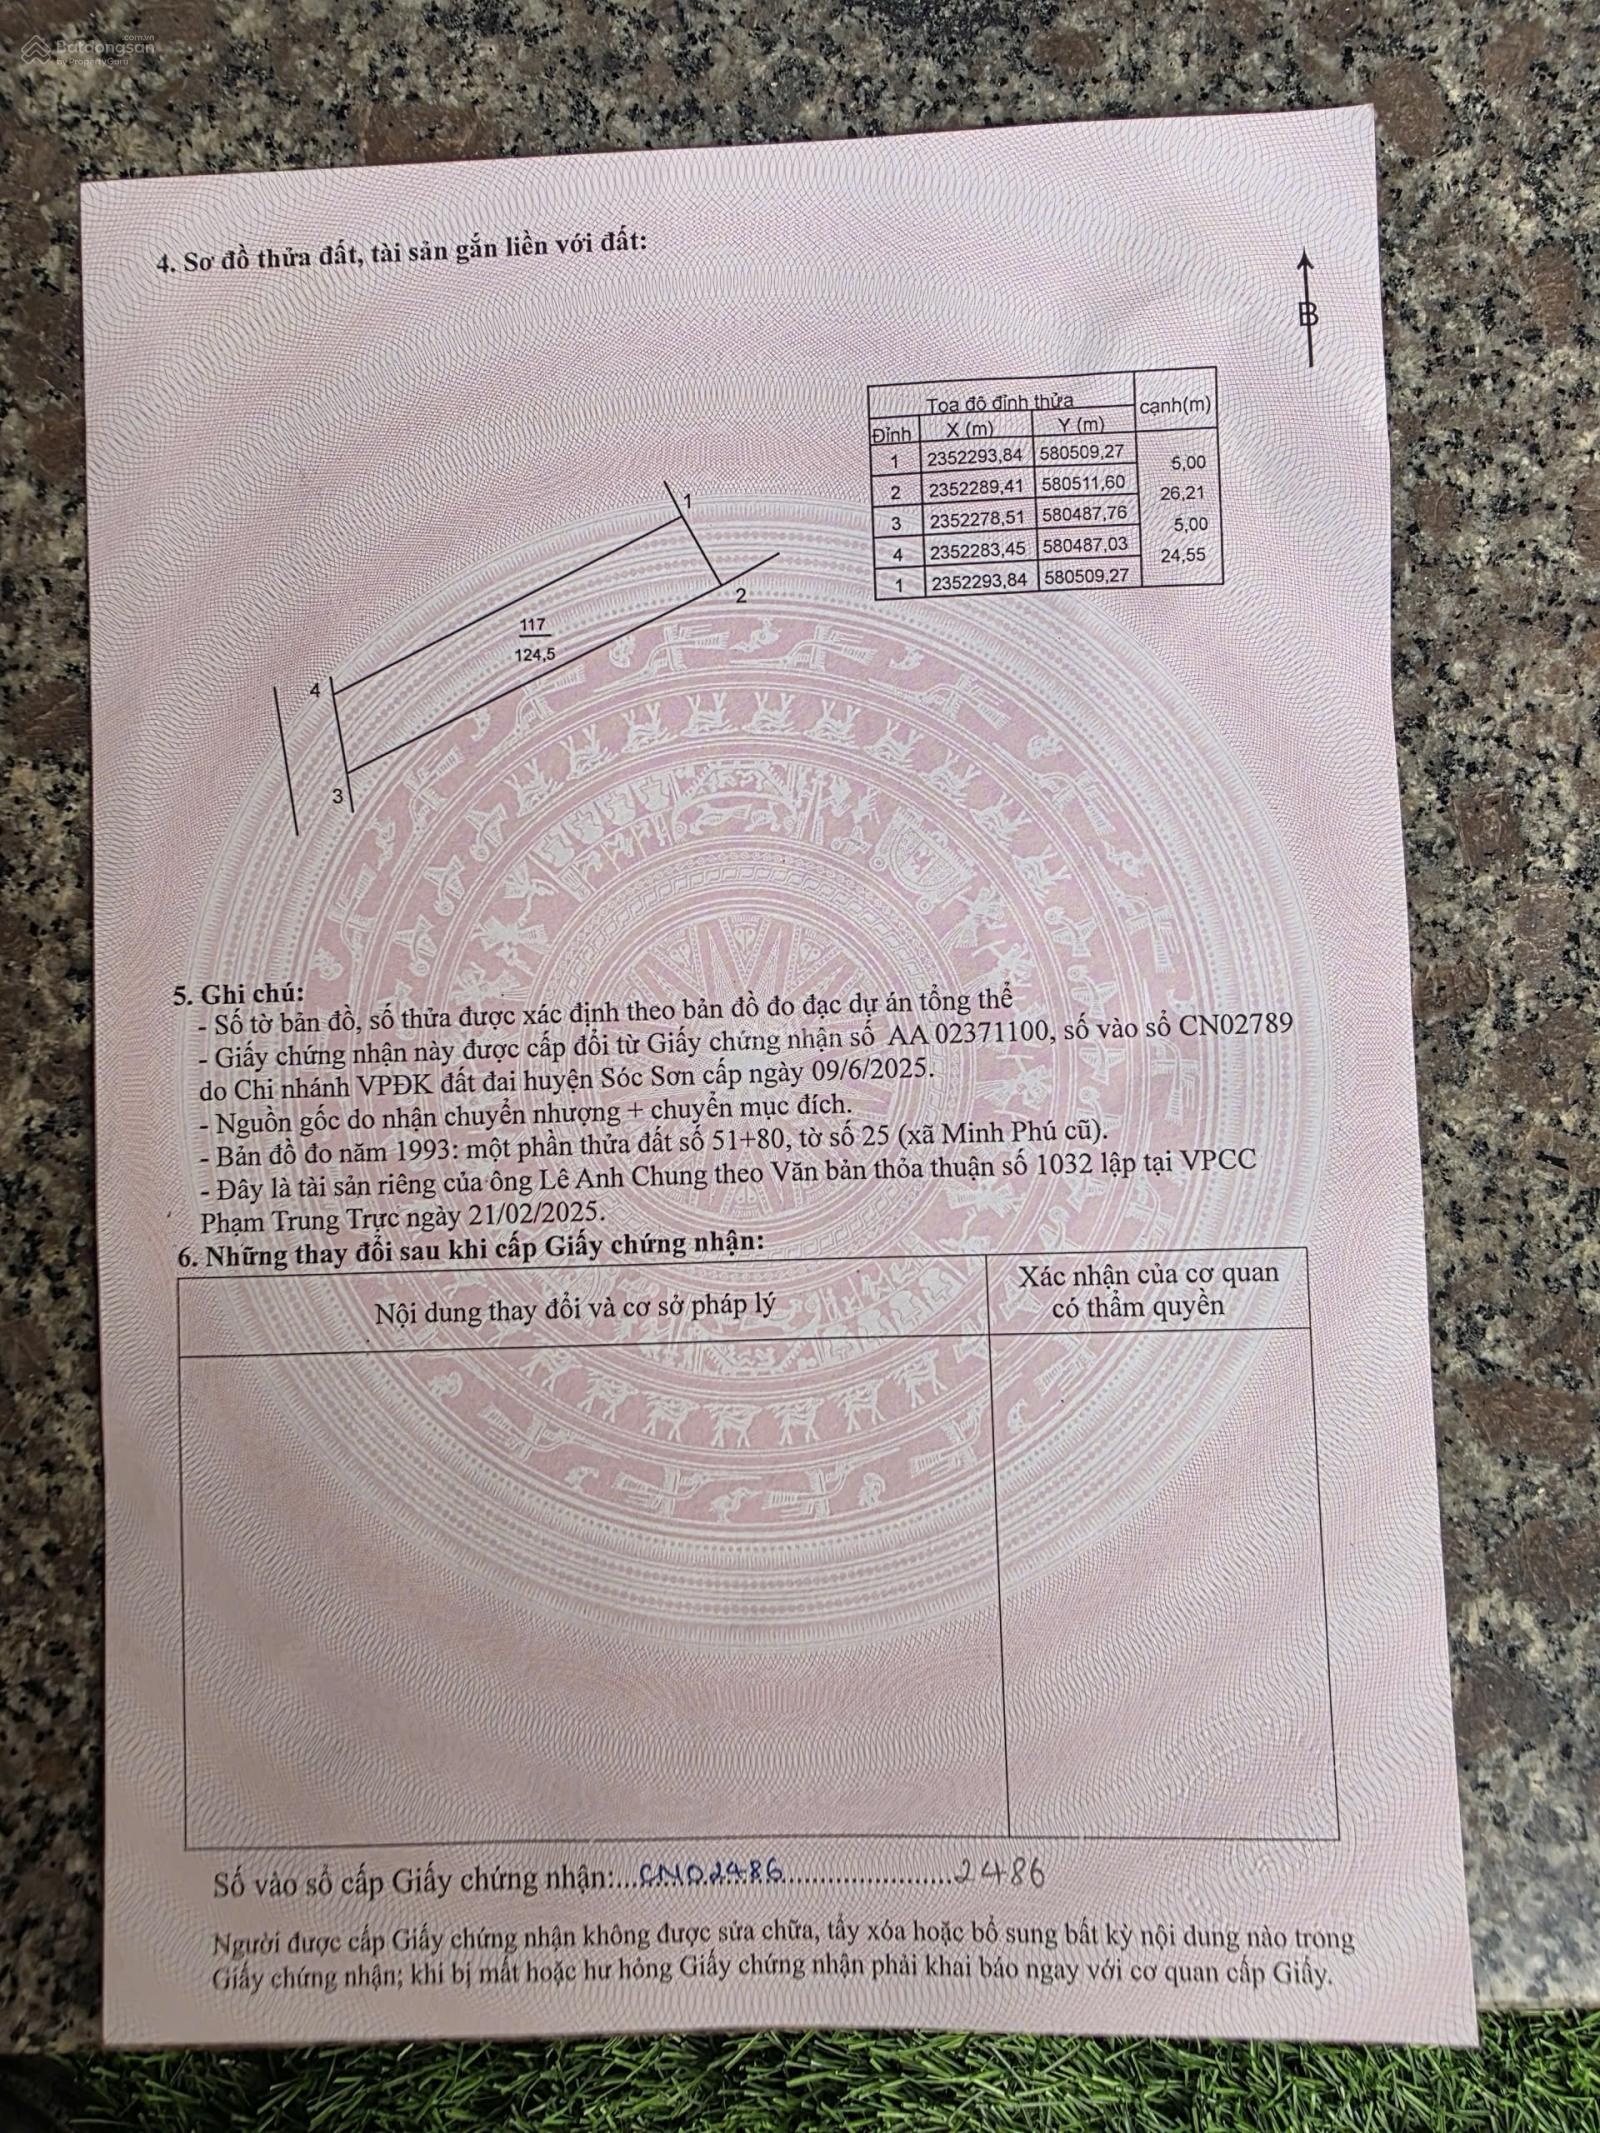 .com.vn
Batdongsan
by PropertyGuru
4. Sơ đồ thửa đất, tài sản gắn liền với đất:
B
Tọa độ đỉnh thửa cạnh(m)
Đỉnh X (m) Y (m)
1 2352293,84 580509,27
5,00
2 2352289,41 580511,60
26,21
3 2352278,51 580487,76
5,00
4 2352283,45 580487,03
24,55
1 2352293,84 580509,27
1
2
117
124,5
4
3
5. Ghi chú:
- Số tờ bản đồ, số thửa được xác định theo bản đồ đo đạc dự án tổng thể
- Giấy chứng nhận này được cấp đổi từ Giấy chứng nhận số AA 02371100, số vào sổ CN02789
do Chi nhánh VPĐK đất đai huyện Sóc Sơn cấp ngày 09/6/2025.
- Nguồn gốc do nhận chuyển nhượng + chuyển mục đích.
- Bản đồ đo năm 1993: một phần thửa đất số 51+80, tờ số 25 (xã Minh Phú cũ).
- Đây là tài sản riêng của ông Lê Anh Chung theo Văn bản thỏa thuận số 1032 lập tại VPCC
Phạm Trung Trực ngày 21/02/2025.
6. Những thay đổi sau khi cấp Giấy chứng nhận:
Nội dung thay đổi và cơ sở pháp lý
Xác nhận của cơ quan
có thẩm quyền
Số vào sổ cấp Giấy chứng nhận:...CN02486........................2486
Người được cấp Giấy chứng nhận không được sửa chữa, tẩy xóa hoặc bổ sung bất kỳ nội dung nào trong
Giấy chứng nhận; khi bị mất hoặc hư hỏng Giấy chứng nhận phải khai báo ngay với cơ quan cấp Giấy.